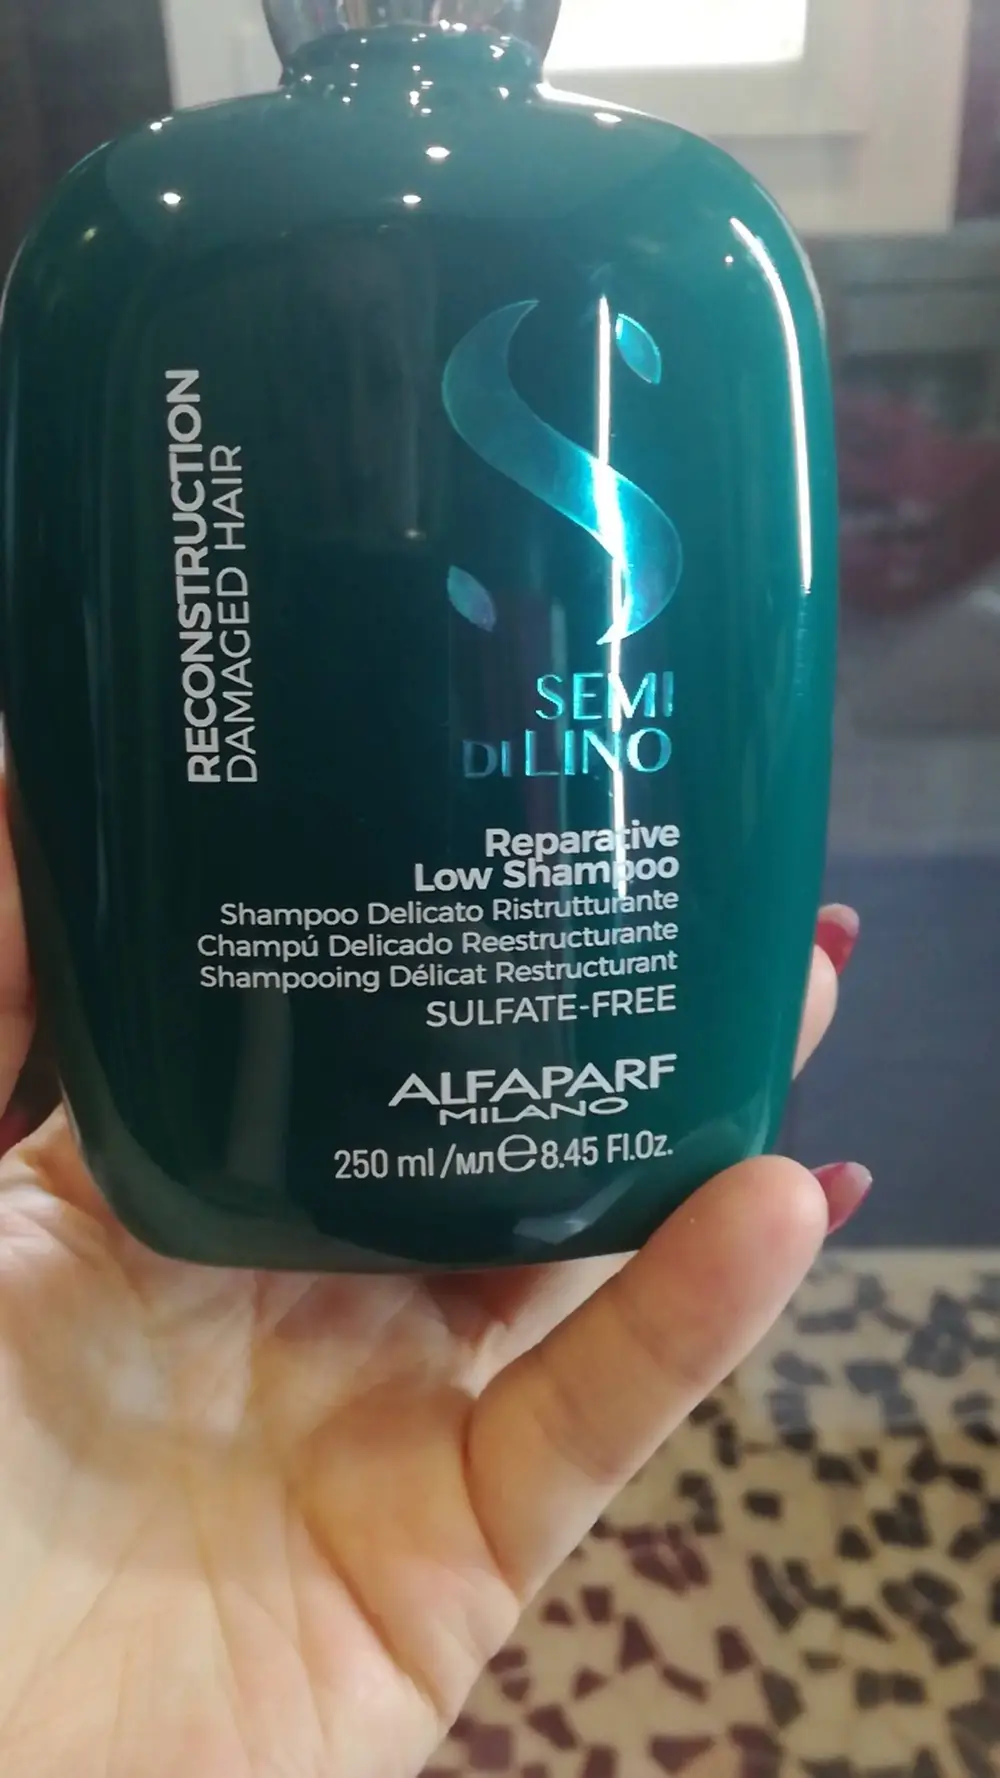 RECONSTRUCTION
DAMAGED HAIR
SEMI
DI LINO
Reparative
Low Shampoo
Shampoo Delicato Ristrutturante
Champú Delicado Reestructurante
Shampooing Délicat Restructurant
SULFATE-FREE
ALFAPARF
MILANO
250 ml /мл ℮ 8.45 Fl.Oz.